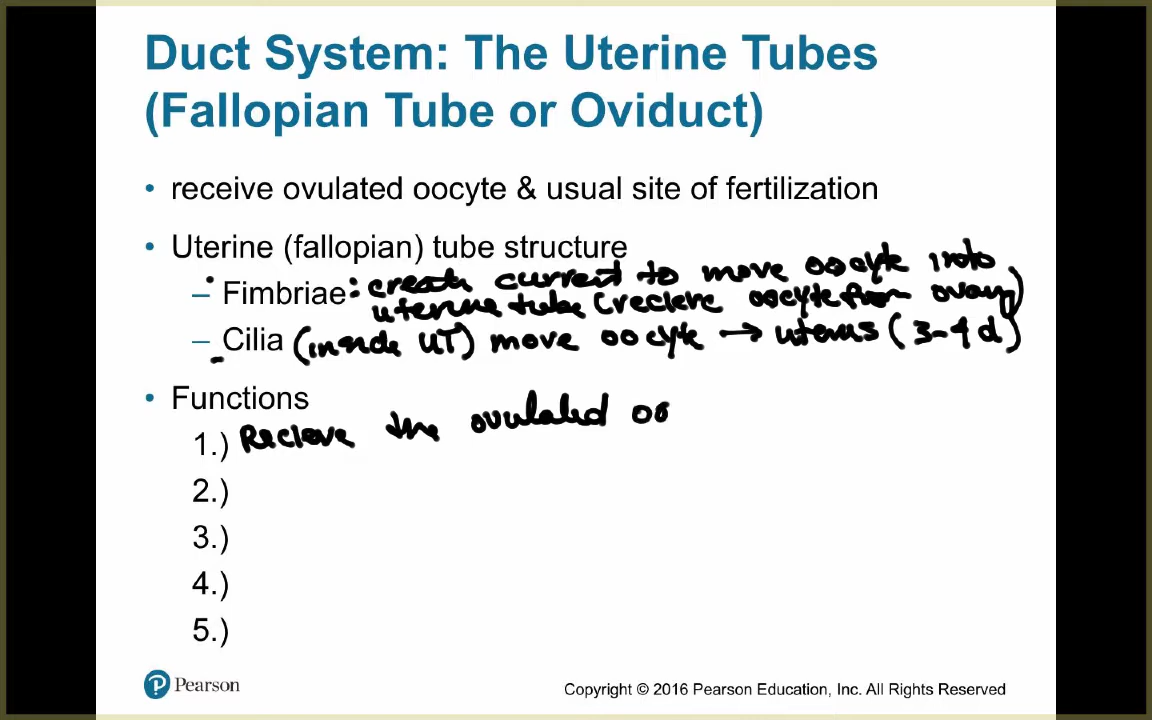 Duct System: The Uterine Tubes
(Fallopian Tube or Oviduct)
• receive ovulated oocyte & usual site of fertilization
• Uterine (fallopian) tube structure
– Fimbriae: create current to move oocyte into
uterine tube (recieve oocyte from ovary)
– Cilia (inside UT) move oocyte → uterus (3-4 d)
• Functions
1.) Recieve the ovulated oo
2.)
3.)
4.)
5.)
P Pearson
Copyright © 2016 Pearson Education, Inc. All Rights Reserved